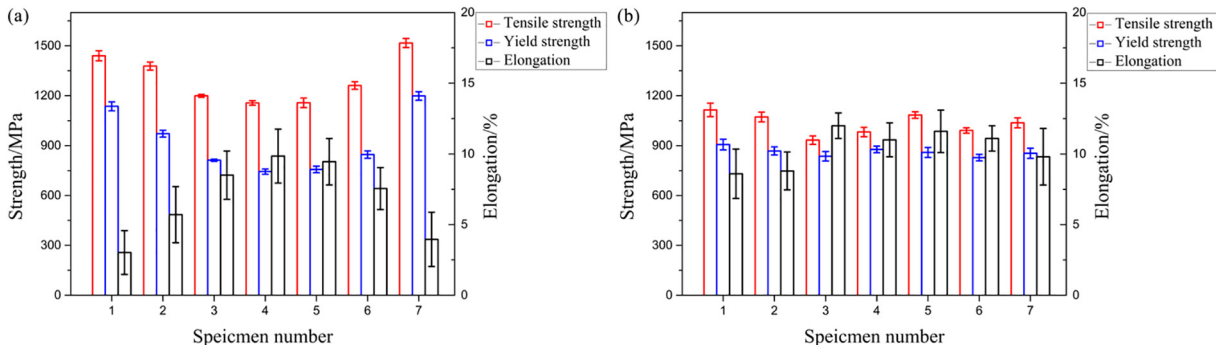 (a)
Strength/MPa
1500
1200
900
600
300
0
20
15
10
5
0
Elongation/%
Tensile strength
Yield strength
Elongation
1 2 3 4 5 6 7
Speicmen number
(b)
Strength/MPa
1500
1200
900
600
300
0
20
15
10
5
0
Elongation/%
Tensile strength
Yield strength
Elongation
1 2 3 4 5 6 7
Speicmen number